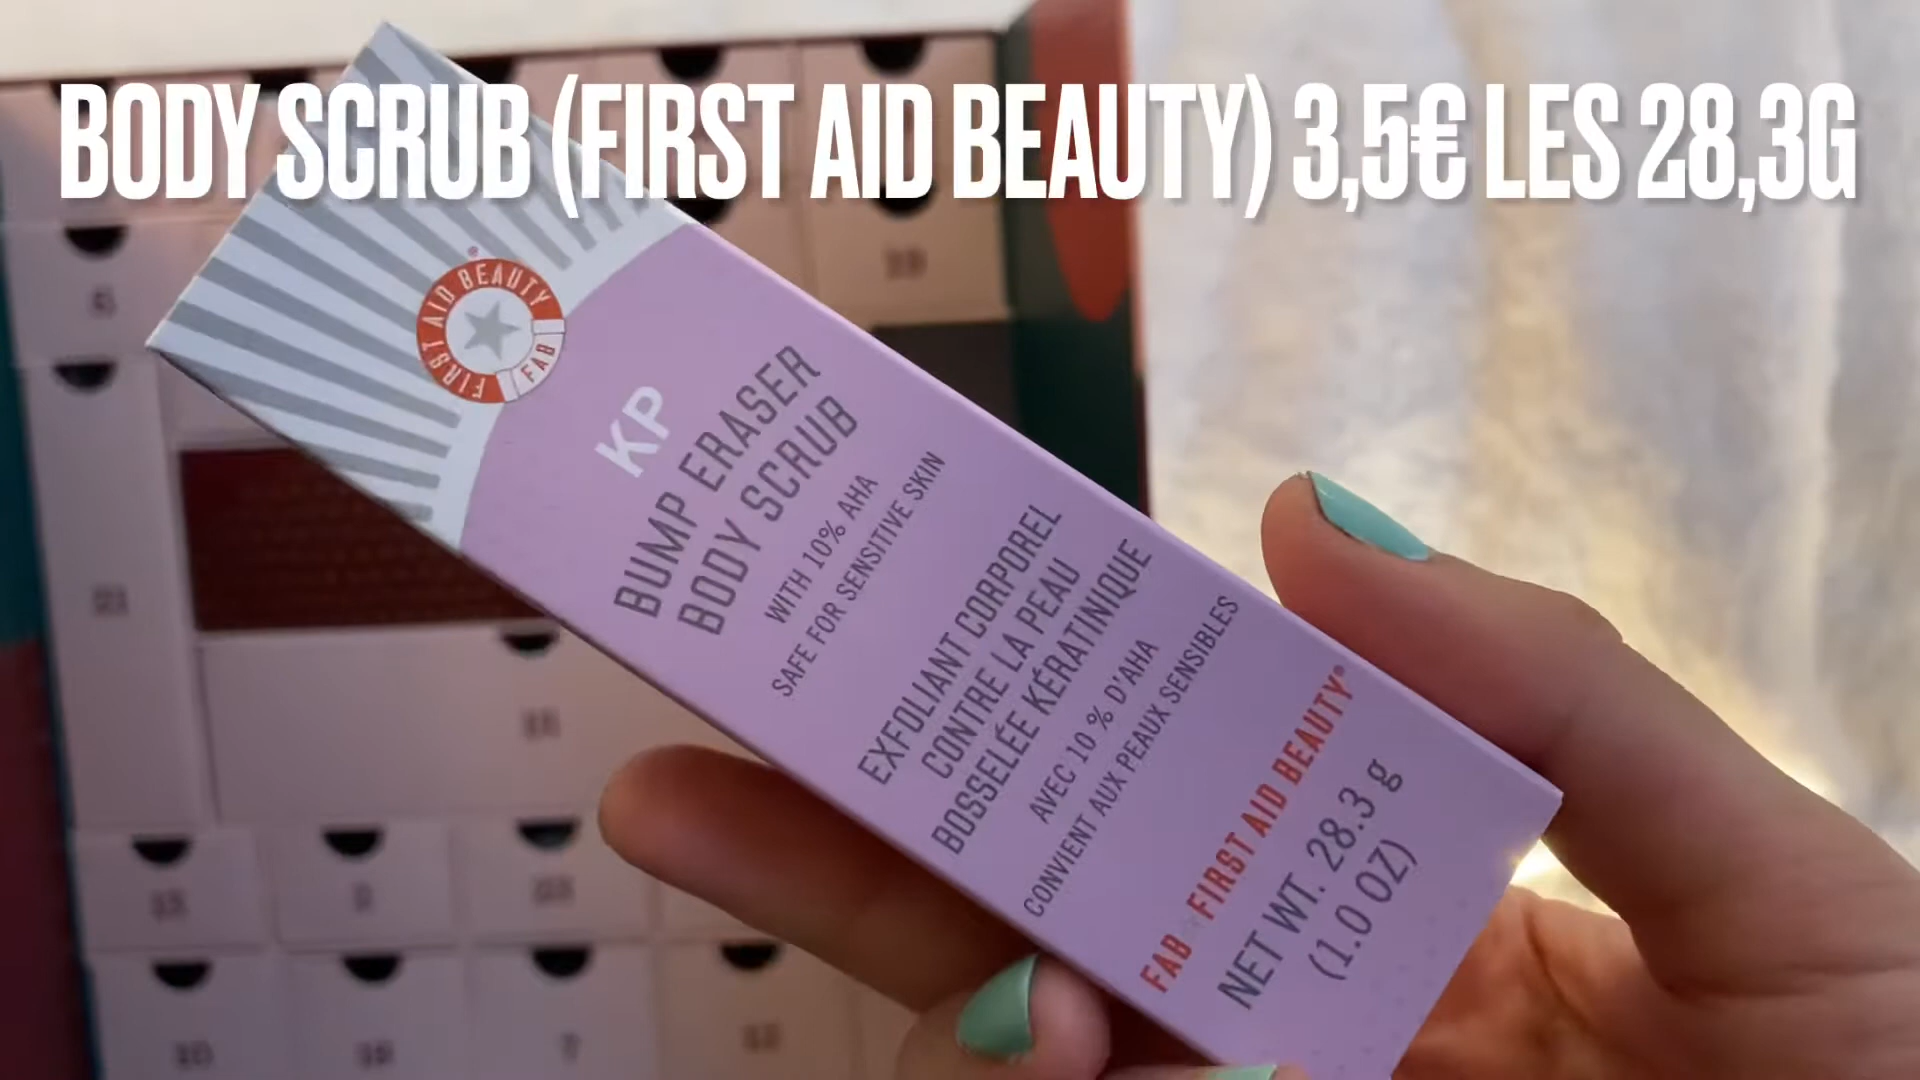 BODY SCRUB (FIRST AID BEAUTY) 3,5€ LES 28,3G
FIRST AID BEAUTY®
FAB
KP
BUMP ERASER
BODY SCRUB
WITH 10% AHA
SAFE FOR SENSITIVE SKIN
EXFOLIANT CORPOREL
CONTRE LA PEAU
BOSSELÉE KÉRATINIQUE
AVEC 10 % D'AHA
CONVIENT AUX PEAUX SENSIBLES
FAB FIRST AID BEAUTY®
NET WT. 28.3 g
(1.0 OZ)